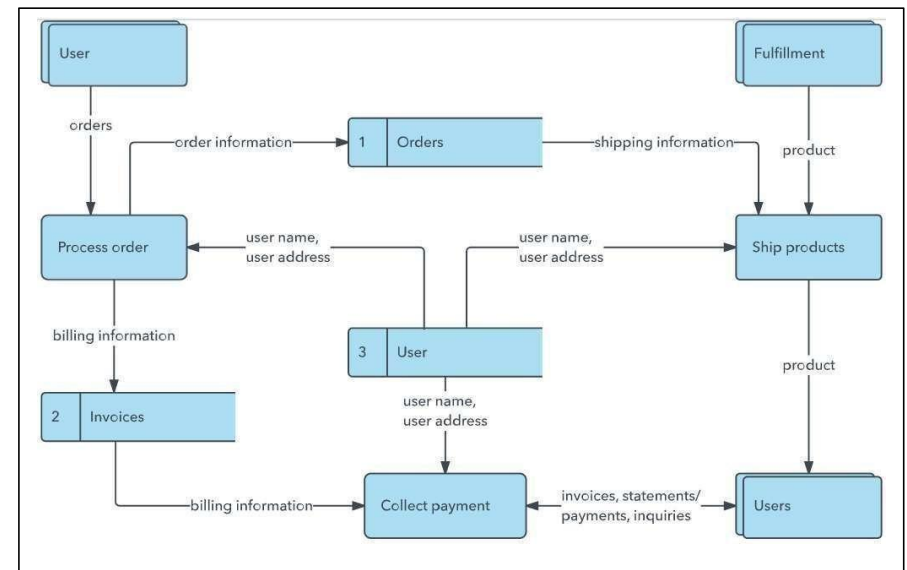 User
Fulfillment
orders
order information
1 Orders
shipping information
product
Process order
user name,
user address
user name,
user address
Ship products
billing information
3 User
product
2 Invoices
user name,
user address
billing information
Collect payment
invoices, statements/
payments, inquiries
Users